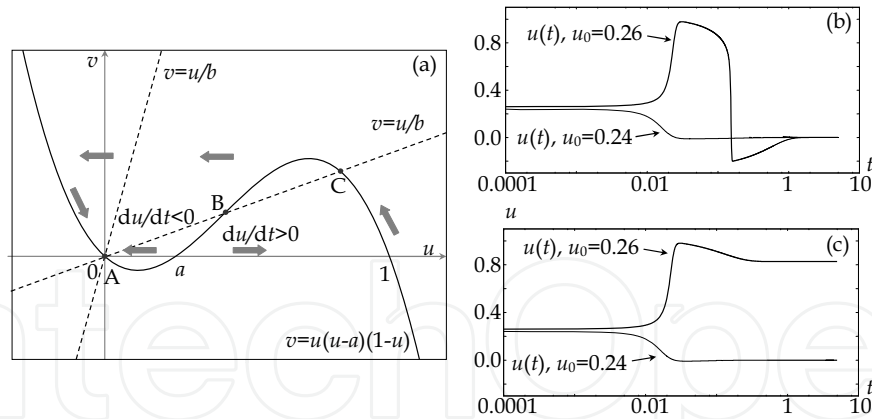 (a)
v
v=u/b
v=u/b
B
C
du/dt<0
du/dt>0
0
A
a
1
u
v=u(u-a)(1-u)
(b)
0.8
0.4
0.0
u(t), u₀=0.26
u(t), u₀=0.24
0.0001
0.01
1
t
10
u
(c)
0.8
0.4
0.0
u(t), u₀=0.26
u(t), u₀=0.24
0.0001
0.01
1
t
10
ntechOpe